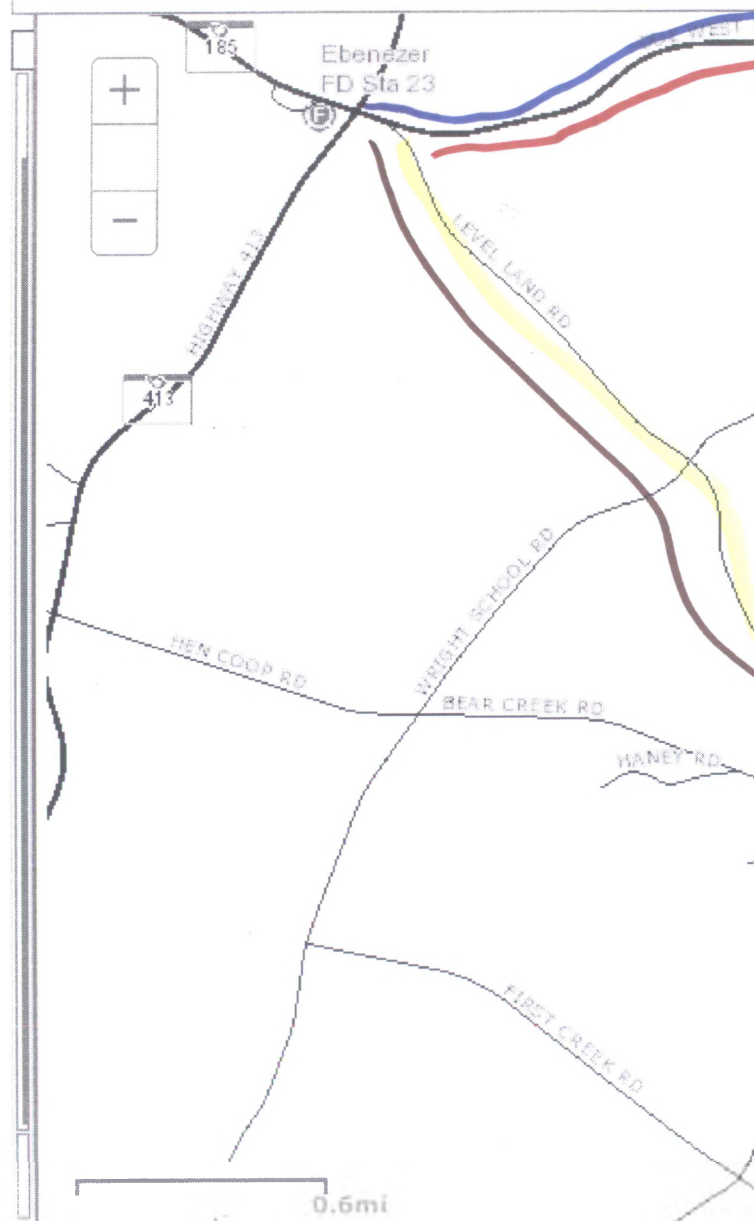 185
Ebenezer
FD Sta 23
F
+
−
WEST
LEVEL LAND RD
HIGHWAY 413
413
WRIGHT SCHOOL RD
HEN COOP RD
BEAR CREEK RD
HANEY RD
FIRST CREEK RD
0.6mi